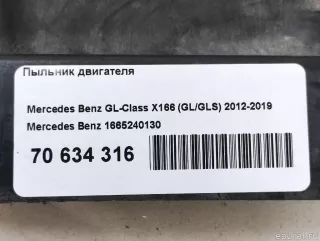 Пыльник двигателя
Mercedes Benz GL-Class X166 (GL/GLS) 2012-2019
Mercedes Benz 1665240130
70 634 316